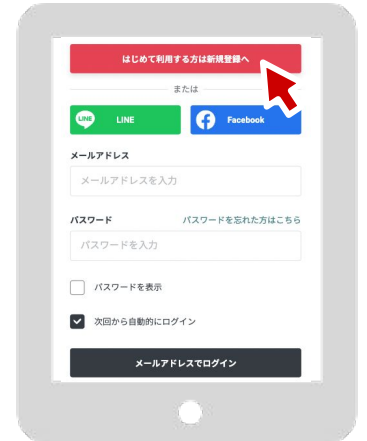 はじめて利用する方は新規登録へ
または
LINE LINE
Facebook
メールアドレス
メールアドレスを入力
パスワード パスワードを忘れた方はこちら
パスワードを入力
パスワードを表示
次回から自動的にログイン
メールアドレスでログイン